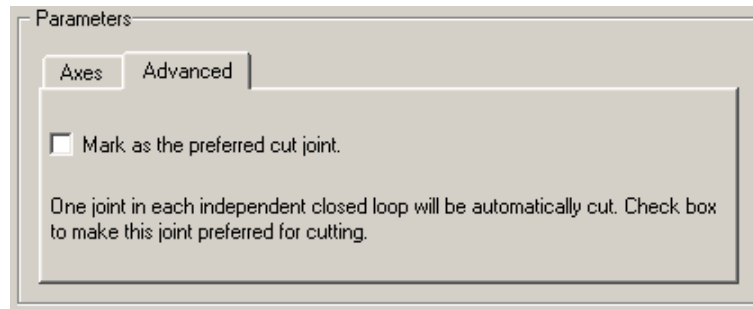 Parameters
Axes
Advanced
Mark as the preferred cut joint.
One joint in each independent closed loop will be automatically cut. Check box
to make this joint preferred for cutting.